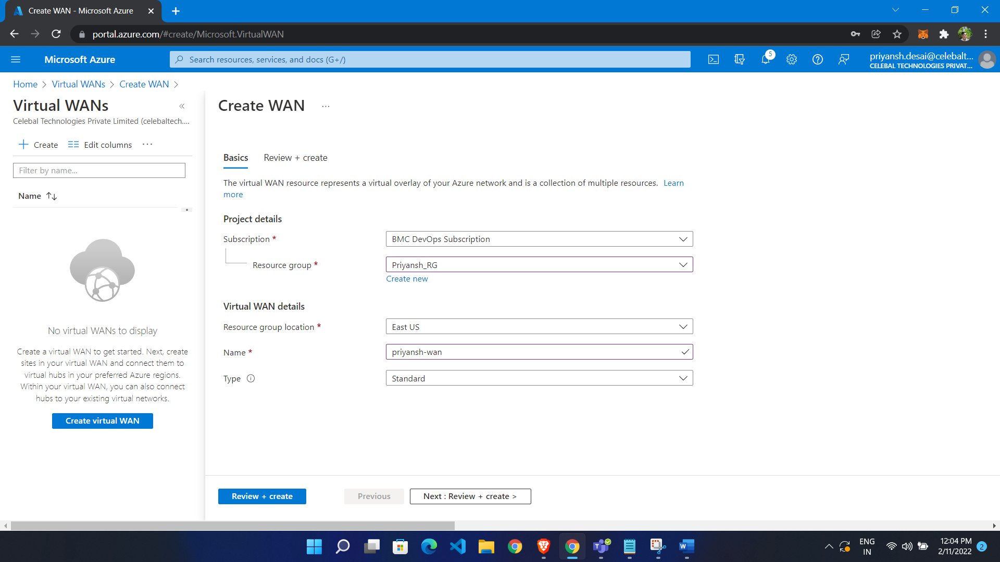 Create WAN - Microsoft Azure
portal.azure.com/#create/Microsoft.VirtualWAN
Microsoft Azure
Search resources, services, and docs (G+/)
5
priyansh.desai@celebalt...
CELEBAL TECHNOLOGIES PRIVAT...
Home > Virtual WANs > Create WAN >
Virtual WANs
Celebal Technologies Private Limited (celebaltech....
Create
Edit columns
Filter by name...
Name
No virtual WANs to display
Create a virtual WAN to get started. Next, create
sites in your virtual WAN and connect them to
virtual hubs in your preferred Azure regions.
Within your virtual WAN, you can also connect
hubs to your existing virtual networks.
Create virtual WAN
Create WAN
Basics
Review + create
The virtual WAN resource represents a virtual overlay of your Azure network and is a collection of multiple resources. Learn
more
Project details
Subscription *
BMC DevOps Subscription
Resource group *
Priyansh_RG
Create new
Virtual WAN details
Resource group location *
East US
Name *
priyansh-wan
Type
Standard
Review + create
Previous
Next : Review + create >
ENG
IN
12:04 PM
2/11/2022
2